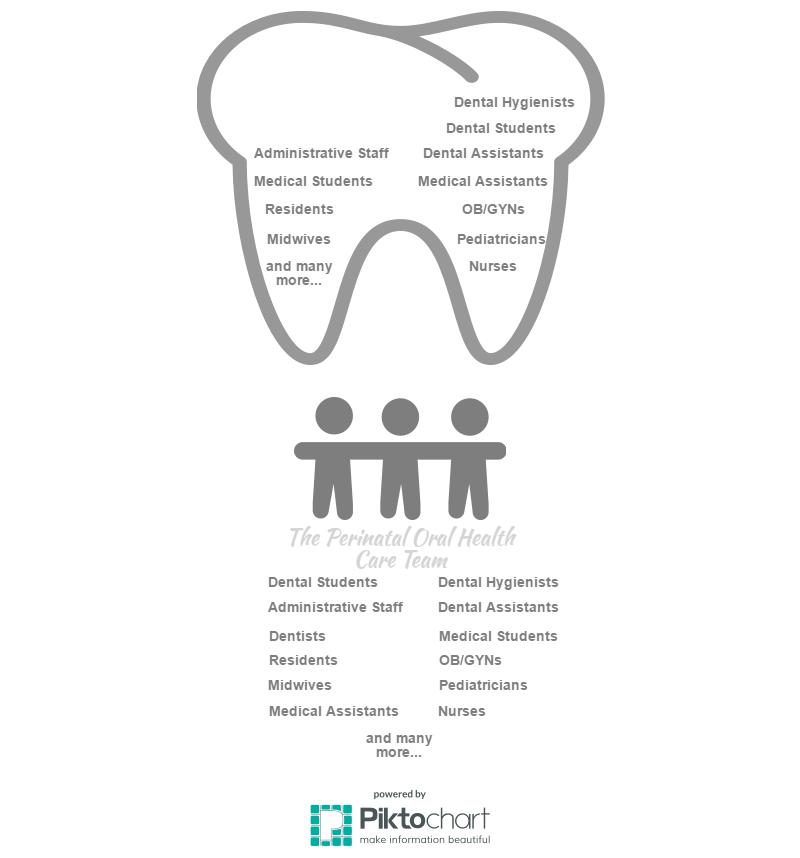 Dental Hygienists
Dental Students
Administrative Staff
Dental Assistants
Medical Students
Medical Assistants
Residents
OB/GYNs
Midwives
Pediatricians
and many
more...
Nurses
The Perinatal Oral Health
Care Team
Dental Students
Dental Hygienists
Administrative Staff
Dental Assistants
Dentists
Medical Students
Residents
OB/GYNs
Midwives
Pediatricians
Medical Assistants
Nurses
and many
more...
powered by
Piktochart
make information beautiful